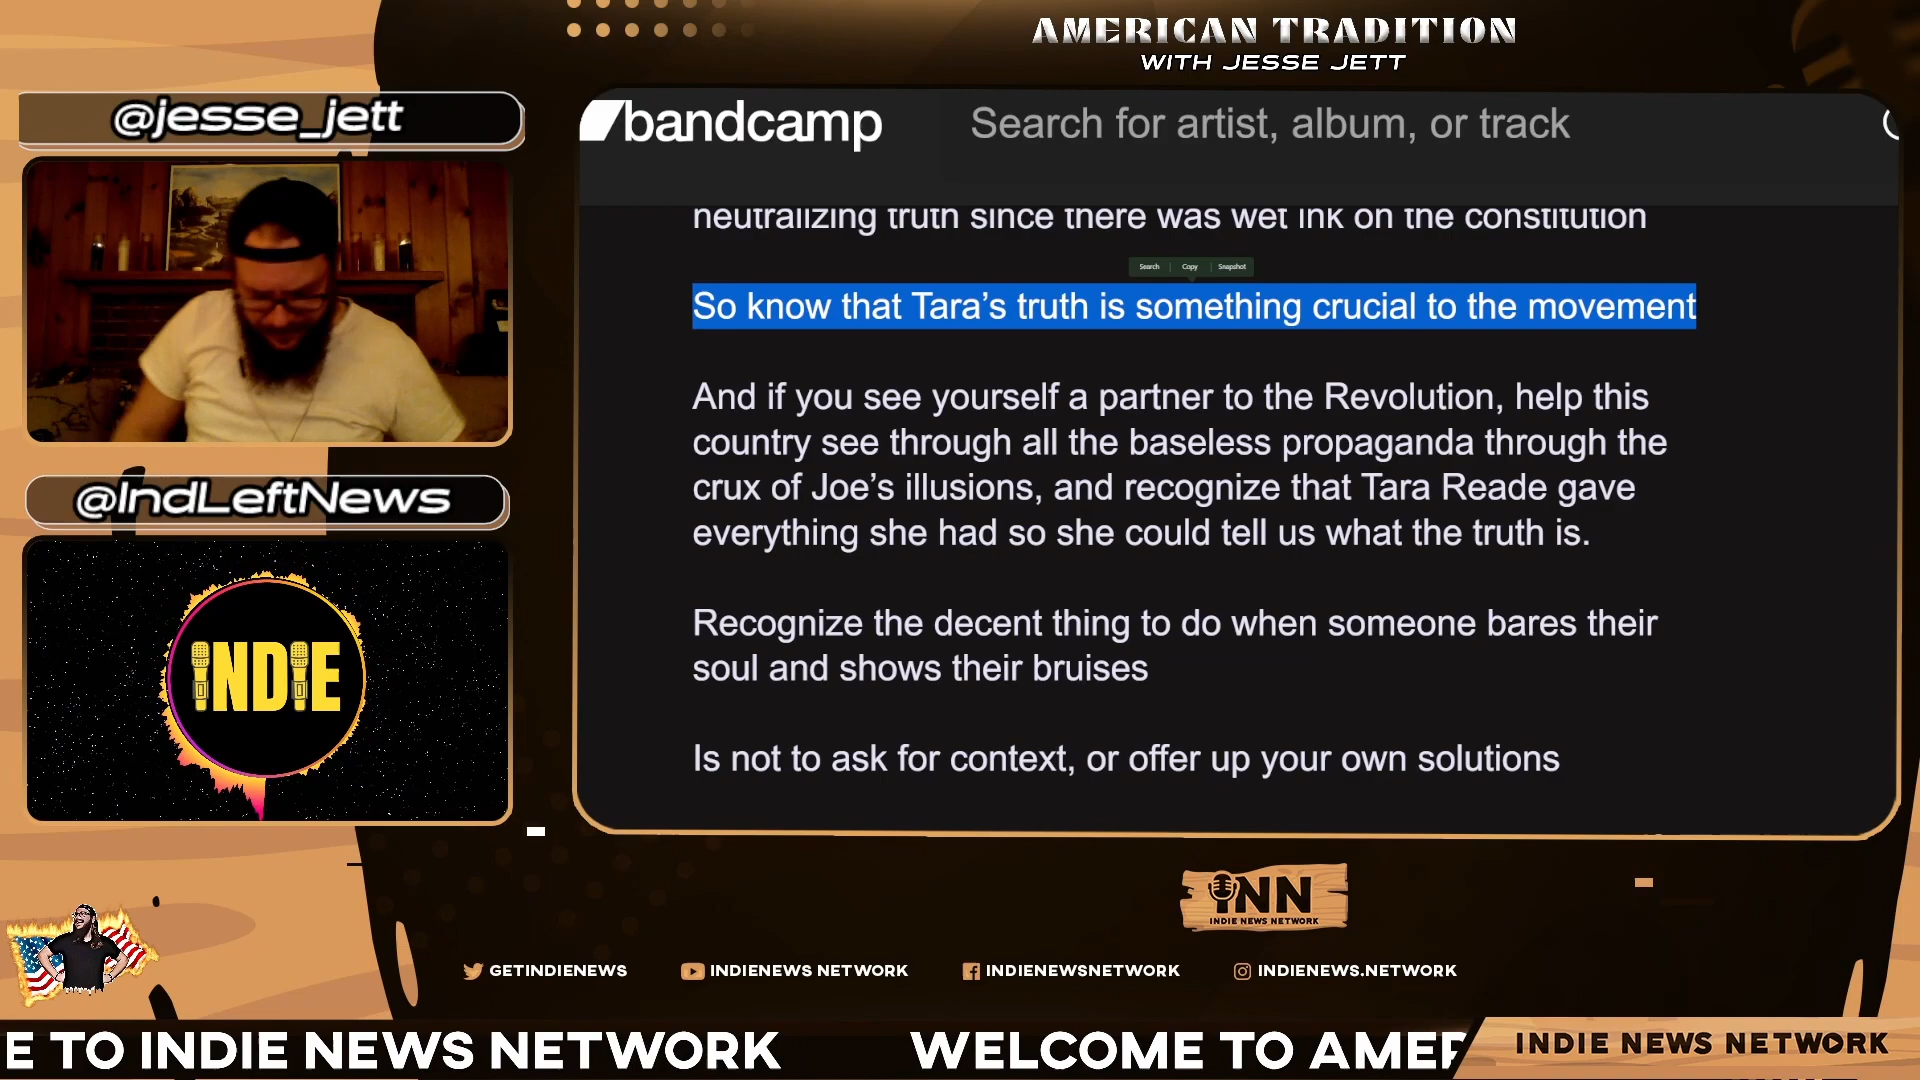 AMERICAN TRADITION
WITH JESSE JETT
@jesse_jett
bandcamp
Search for artist, album, or track
neutralizing truth since there was wet ink on the constitution
Search | Copy | Snapshot
So know that Tara’s truth is something crucial to the movement
And if you see yourself a partner to the Revolution, help this
country see through all the baseless propaganda through the
crux of Joe’s illusions, and recognize that Tara Reade gave
everything she had so she could tell us what the truth is.
Recognize the decent thing to do when someone bares their
soul and shows their bruises
Is not to ask for context, or offer up your own solutions
@IndLeftNews
INDIE
INN
INDIE NEWS NETWORK
GETINDIENEWS
INDIENEWS NETWORK
INDIENEWSNETWORK
INDIENEWS.NETWORK
E TO INDIE NEWS NETWORK WELCOME TO AMER
INDIE NEWS NETWORK